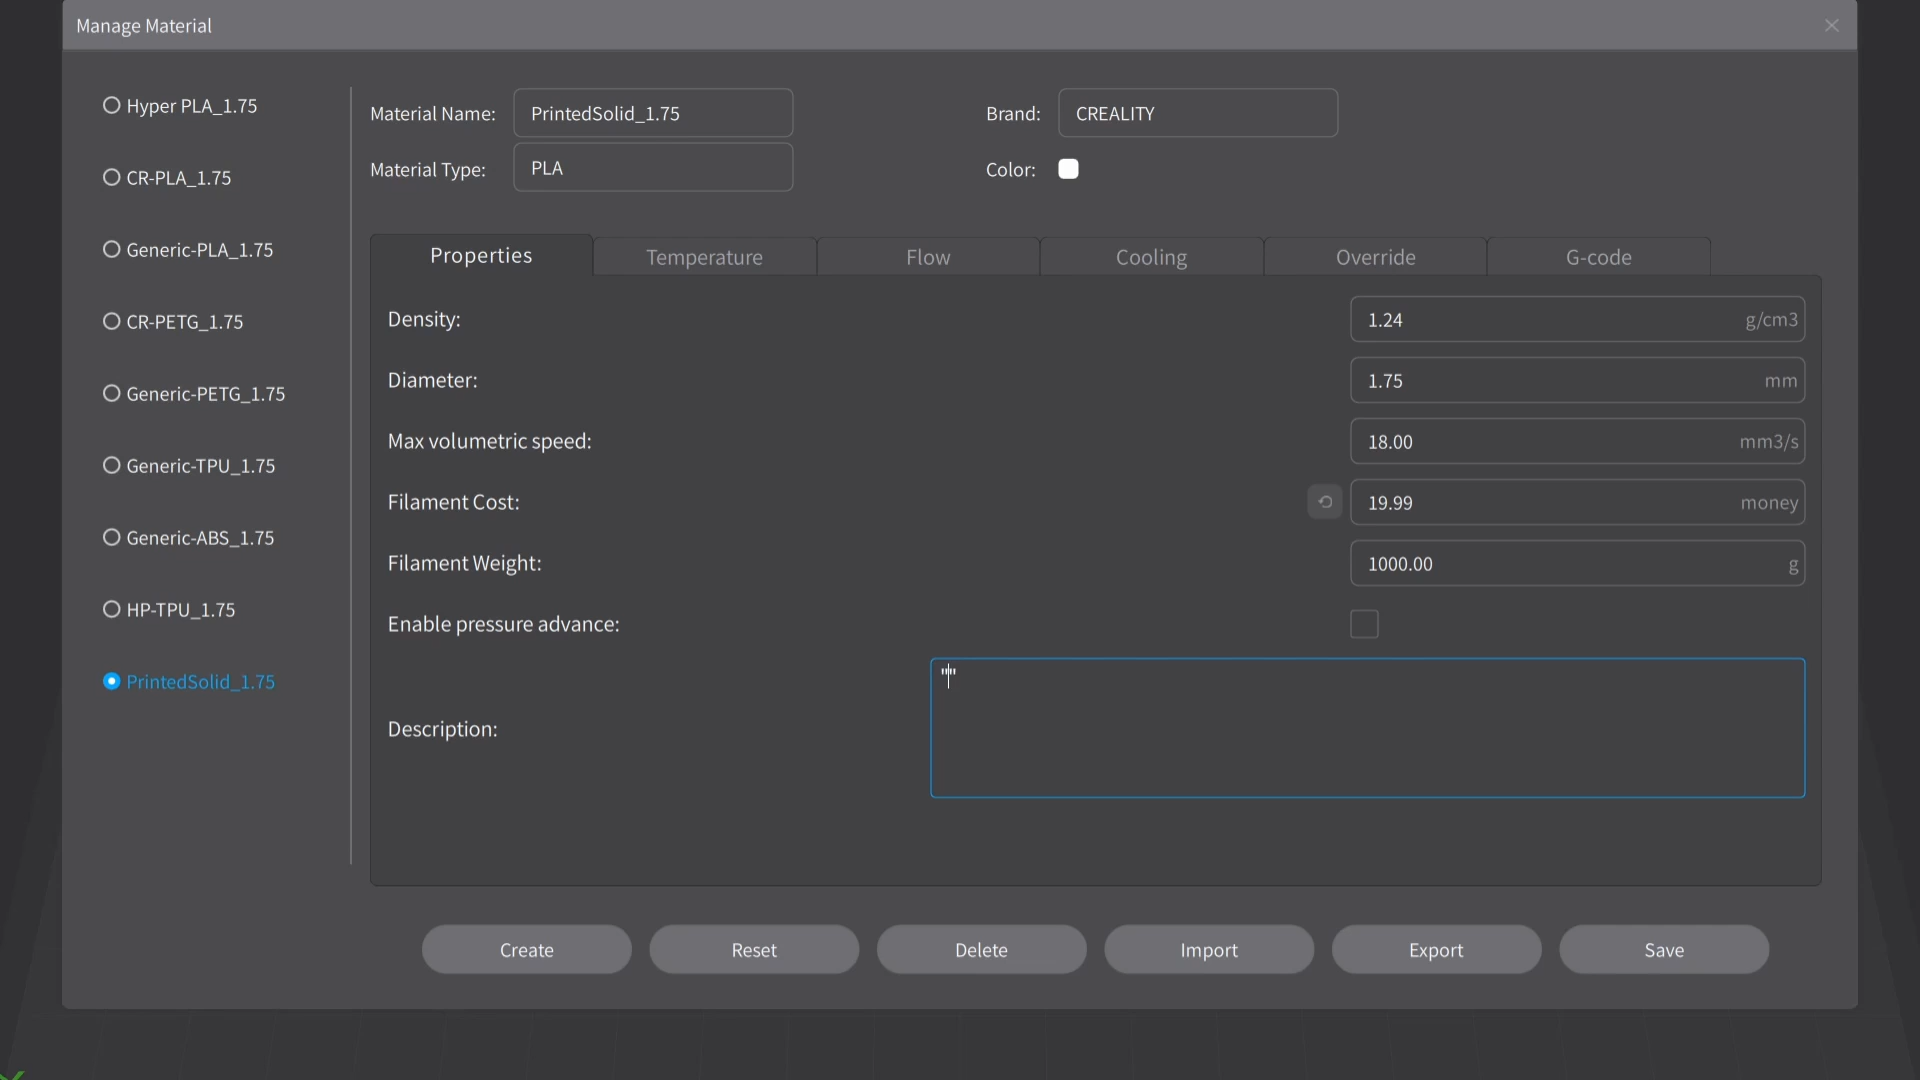 Manage Material
Hyper PLA_1.75
CR-PLA_1.75
Generic-PLA_1.75
CR-PETG_1.75
Generic-PETG_1.75
Generic-TPU_1.75
Generic-ABS_1.75
HP-TPU_1.75
PrintedSolid_1.75
Material Name: PrintedSolid_1.75
Brand: CREALITY
Material Type: PLA
Color:
Properties
Temperature
Flow
Cooling
Override
G-code
Density: 1.24 g/cm3
Diameter: 1.75 mm
Max volumetric speed: 18.00 mm3/s
Filament Cost: 19.99 money
Filament Weight: 1000.00 g
Enable pressure advance:
Description: ""
Create
Reset
Delete
Import
Export
Save